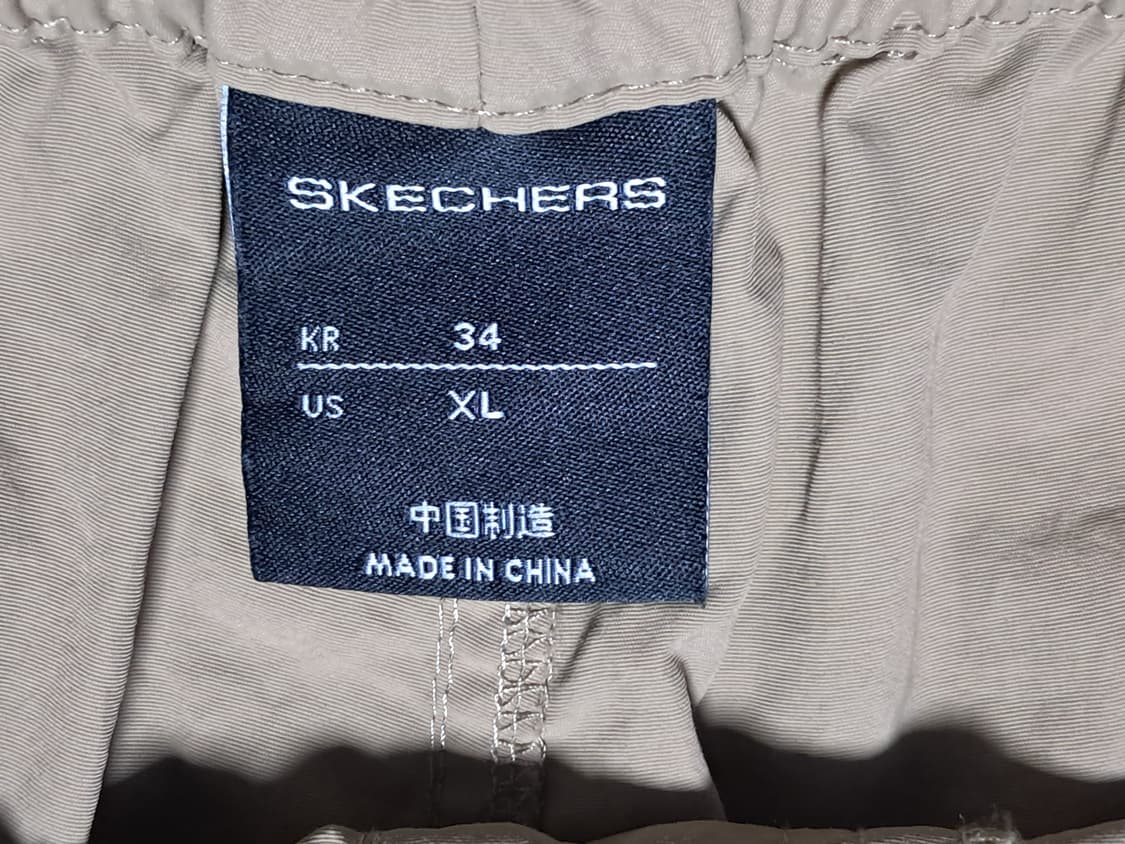 SKECHERS
KR 34
US XL
中国制造
MADE IN CHINA